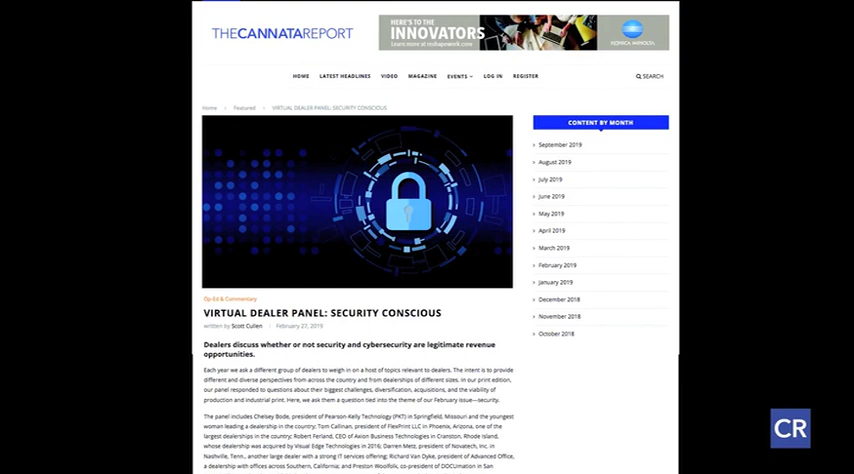 THECANNATAREPORT
HERE'S TO THE
INNOVATORS
Learn more at reshapework.com
KONICA MINOLTA
HOME LATEST HEADLINES VIDEO MAGAZINE EVENTS LOG IN REGISTER SEARCH
Home > Featured > VIRTUAL DEALER PANEL: SECURITY CONSCIOUS
Op-Ed & Commentary
VIRTUAL DEALER PANEL: SECURITY CONSCIOUS
written by Scott Cullen | February 27, 2019
Dealers discuss whether or not security and cybersecurity are legitimate revenue
opportunities.
Each year we ask a different group of dealers to weigh in on a host of topics relevant to dealers. The intent is to provide
different and diverse perspectives from across the country and from dealerships of different sizes. In our print edition,
our panel responded to questions about their biggest challenges, diversification, acquisitions, and the viability of
production and industrial print. Here, we ask them a question tied into the theme of our February issue—security.
The panel includes Chelsey Bode, president of Pearson-Kelly Technology (PKT) in Springfield, Missouri and the youngest
woman leading a dealership in the country; Tom Callinan, president of FlexPrint LLC in Phoenix, Arizona, one of the
largest dealerships in the country; Robert Ferland, CEO of Axion Business Technologies in Cranston, Rhode Island,
whose dealership was acquired by Visual Edge Technologies in 2016; Darren Metz, president of Novatech, Inc. in
Nashville, Tenn., another large dealer with a strong IT services offering; Richard Van Dyke, president of Advanced Office,
a dealership with offices across Southern, California; and Preston Woolfolk, co-president of DOCUmation in San
CONTENT BY MONTH
September 2019
August 2019
July 2019
June 2019
May 2019
April 2019
March 2019
February 2019
January 2019
December 2018
November 2018
October 2018
CR